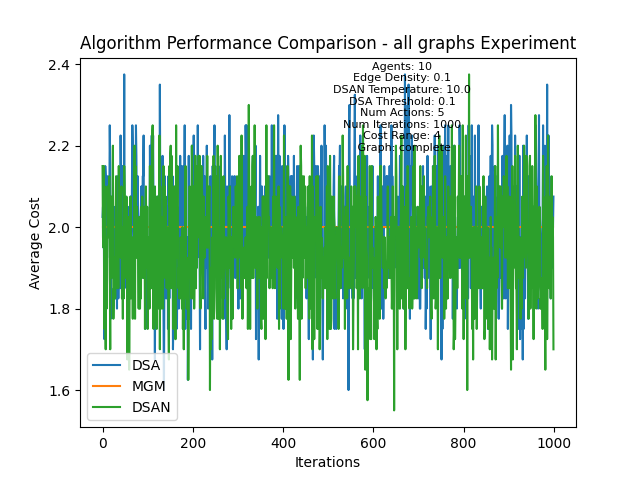 Algorithm Performance Comparison - all graphs Experiment
Agents: 10
Edge Density: 0.1
DSAN Temperature: 10.0
DSA Threshold: 0.1
Num Actions: 5
Num Iterations: 1000
Cost Range: 4
Graph: complete
2.4
2.2
2.0
1.8
1.6
Average Cost
DSA
MGM
DSAN
0
200
400
600
800
1000
Iterations